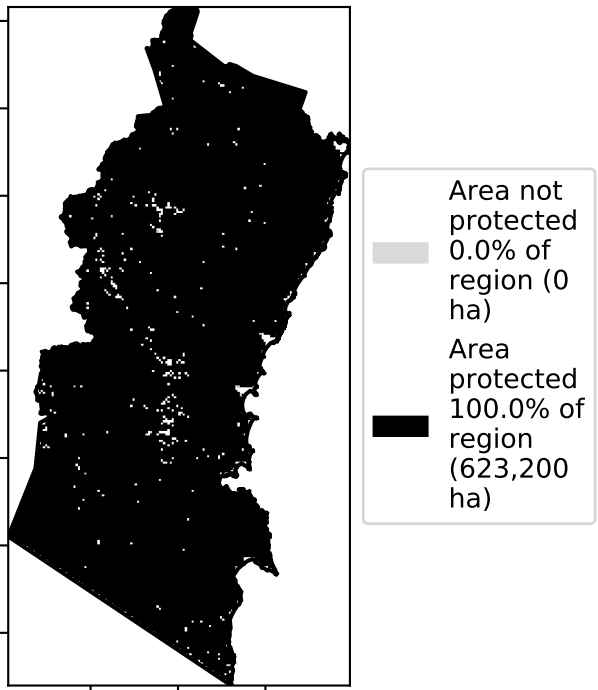 Area not
protected
0.0% of
region (0
ha)
Area
protected
100.0% of
region
(623,200
ha)